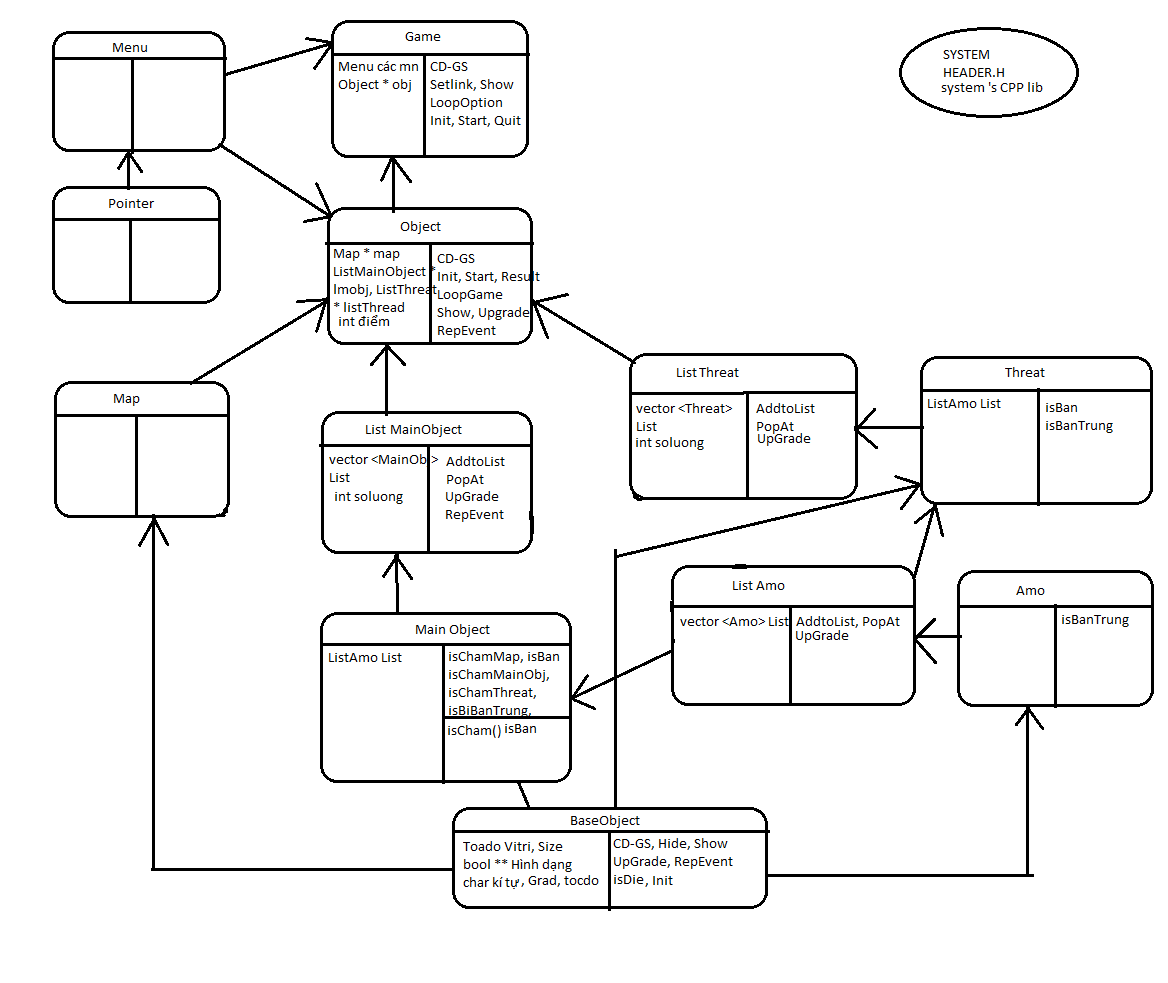 Menu
Game
Menu các mn
Object * obj
CD-GS
Setlink, Show
LoopOption
Init, Start, Quit
SYSTEM
HEADER.H
system 's CPP lib
Pointer
Object
Map * map
ListMainObject *
lmobj, ListThreat
* listThread
int điểm
CD-GS
Init, Start, Result
LoopGame
Show, Upgrade
RepEvent
Map
List MainObject
vector <MainObj>
List
int soluong
AddtoList
PopAt
UpGrade
RepEvent
List Threat
vector <Threat>
List
int soluong
AddtoList
PopAt
UpGrade
Threat
ListAmo List
isBan
isBanTrung
Main Object
ListAmo List
isChamMap, isBan
isChamMainObj,
isChamThreat,
isBiBanTrung,
isCham() isBan
List Amo
vector <Amo> List
AddtoList, PopAt
UpGrade
Amo
isBanTrung
BaseObject
Toado Vitri, Size
bool ** Hình dạng
char kí tự , Grad, tocdo
CD-GS, Hide, Show
UpGrade, RepEvent
isDie , Init